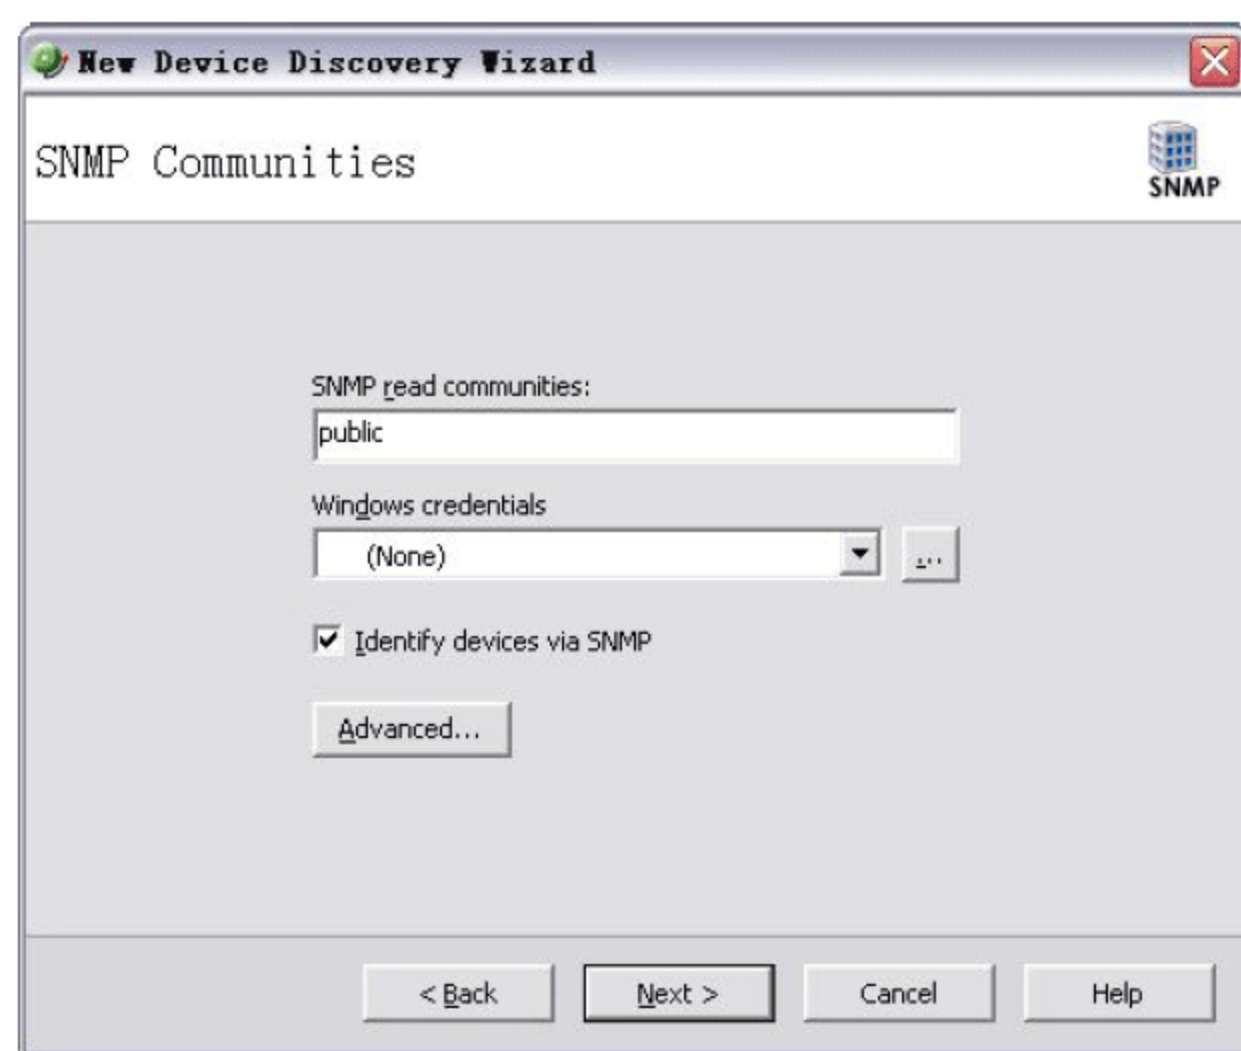 New Device Discovery Wizard
SNMP Communities
SNMP
SNMP read communities:
public
Windows credentials
(None)
...
Identify devices via SNMP
Advanced...
< Back
Next >
Cancel
Help